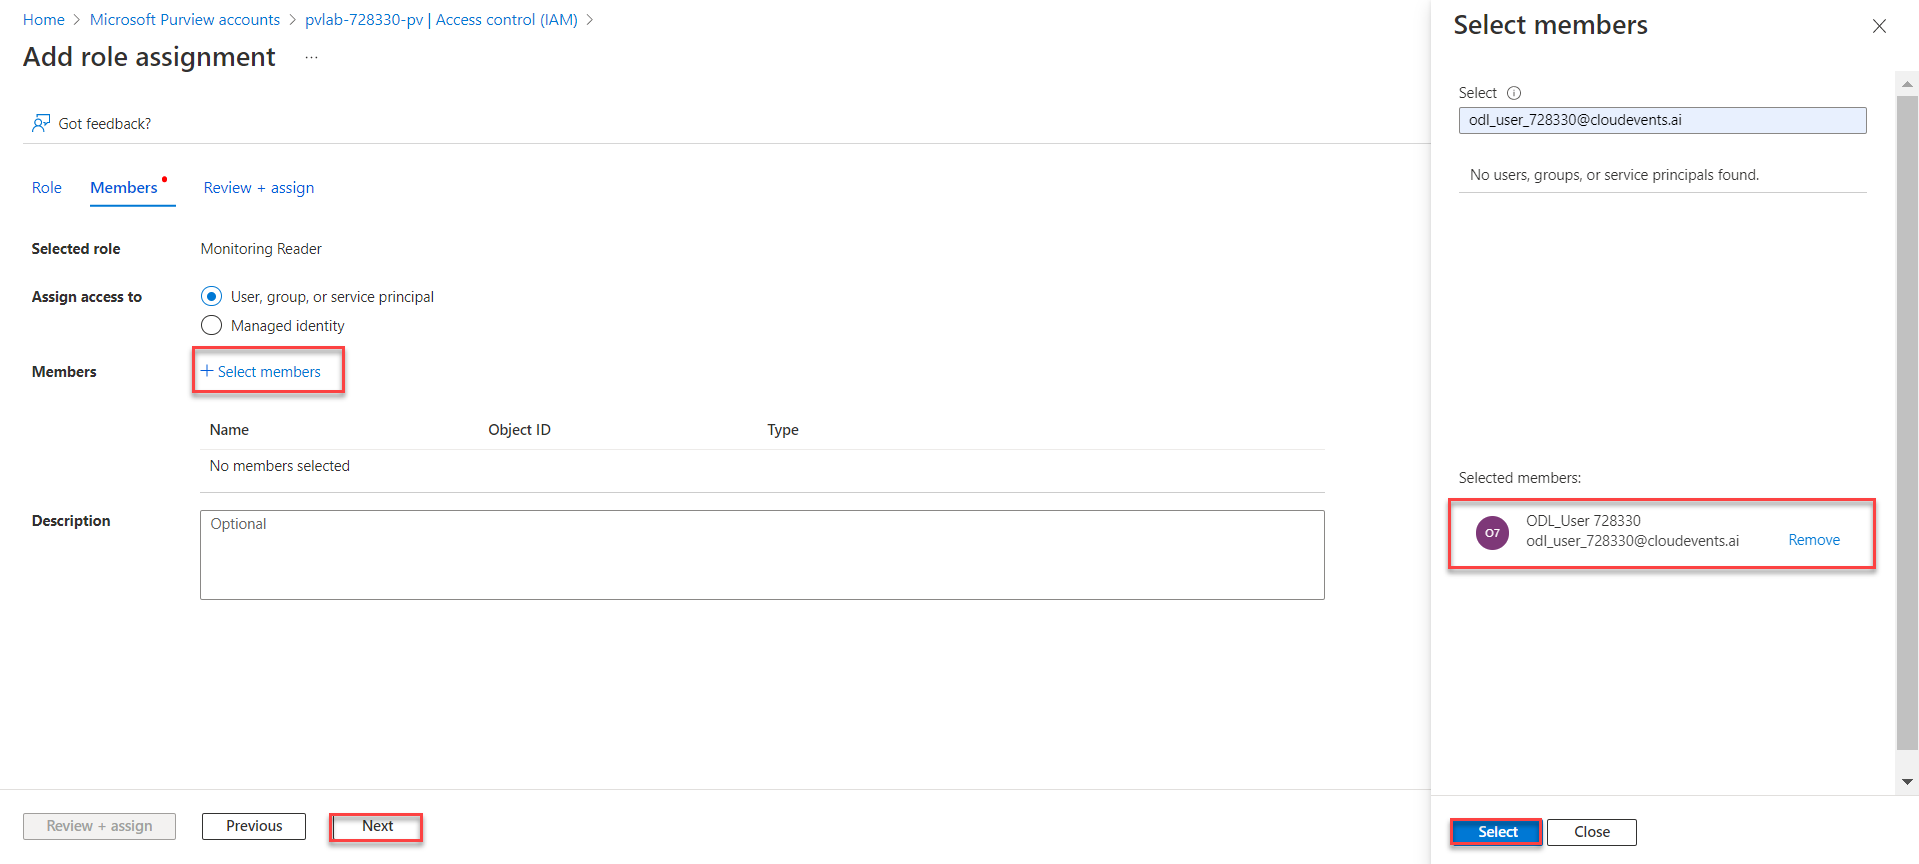 Home > Microsoft Purview accounts > pvlab-728330-pv | Access control (IAM) >
Add role assignment ...
Got feedback?
Role Members Review + assign
Selected role Monitoring Reader
Assign access to User, group, or service principal
Managed identity
Members + Select members
Name Object ID Type
No members selected
Description Optional
Review + assign Previous Next
Select members
Select
odl_user_728330@cloudevents.ai
No users, groups, or service principals found.
Selected members:
O7
ODL_User 728330
odl_user_728330@cloudevents.ai
Remove
Select Close